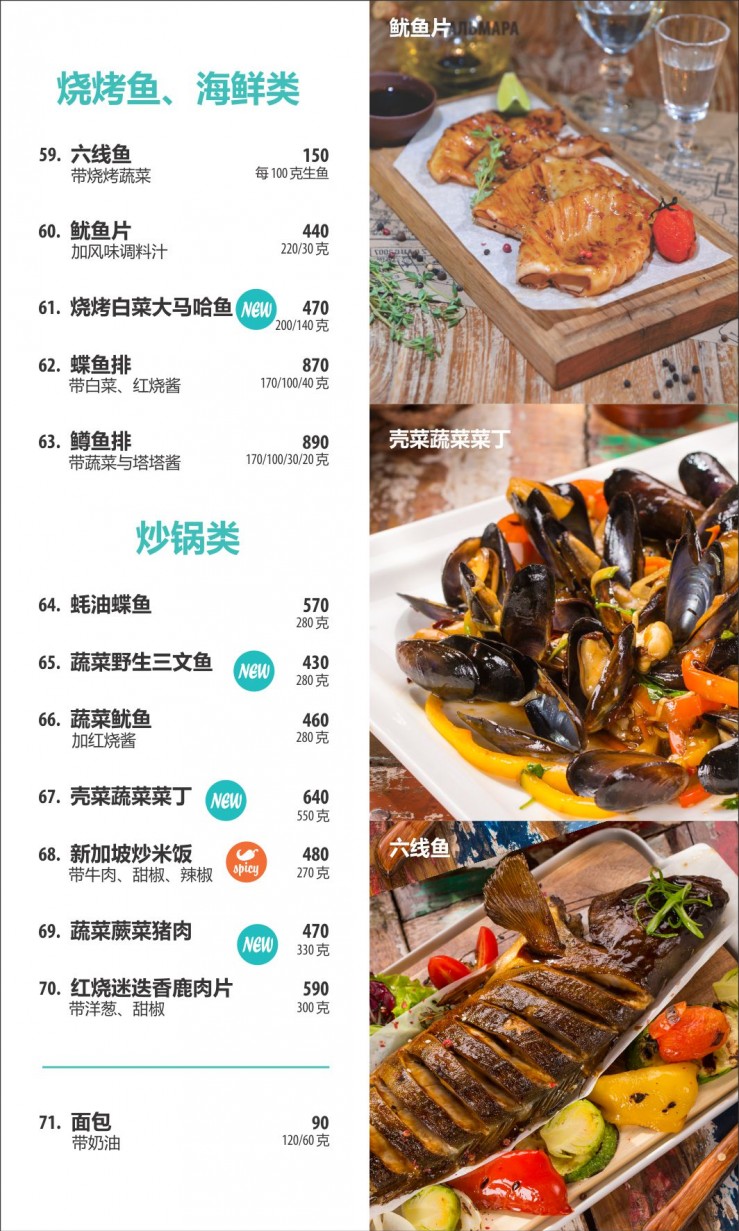 烧烤鱼、海鲜类
59. 六线鱼 150
带烧烤蔬菜 每 100 克生鱼
60. 鱿鱼片 440
加风味调料汁 220/30 克
61. 烧烤白菜大马哈鱼 NEW 470
200/140 克
62. 蝶鱼排 870
带白菜、红烧酱 170/100/40 克
63. 鳟鱼排 890
带蔬菜与塔塔酱 170/100/30/20 克
炒锅类
64. 蚝油蝶鱼 570
280 克
65. 蔬菜野生三文鱼 NEW 430
280 克
66. 蔬菜鱿鱼 460
加红烧酱 280 克
67. 壳菜蔬菜菜丁 NEW 640
550 克
68. 新加坡炒米饭 spicy 480
带牛肉、甜椒、辣椒 270 克
69. 蔬菜蕨菜猪肉 NEW 470
330 克
70. 红烧迷迭香鹿肉片 590
带洋葱、甜椒 300 克
71. 面包 90
带奶油 120/60 克
鱿鱼片
АЛЬМАРА
壳菜蔬菜菜丁
六线鱼